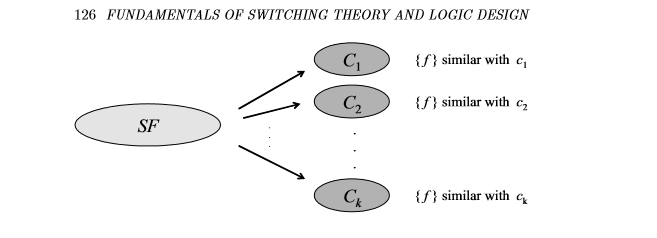 126 FUNDAMENTALS OF SWITCHING THEORY AND LOGIC DESIGN
C1 {f} similar with c1
C2 {f} similar with c2
SF
Ck {f} similar with ck